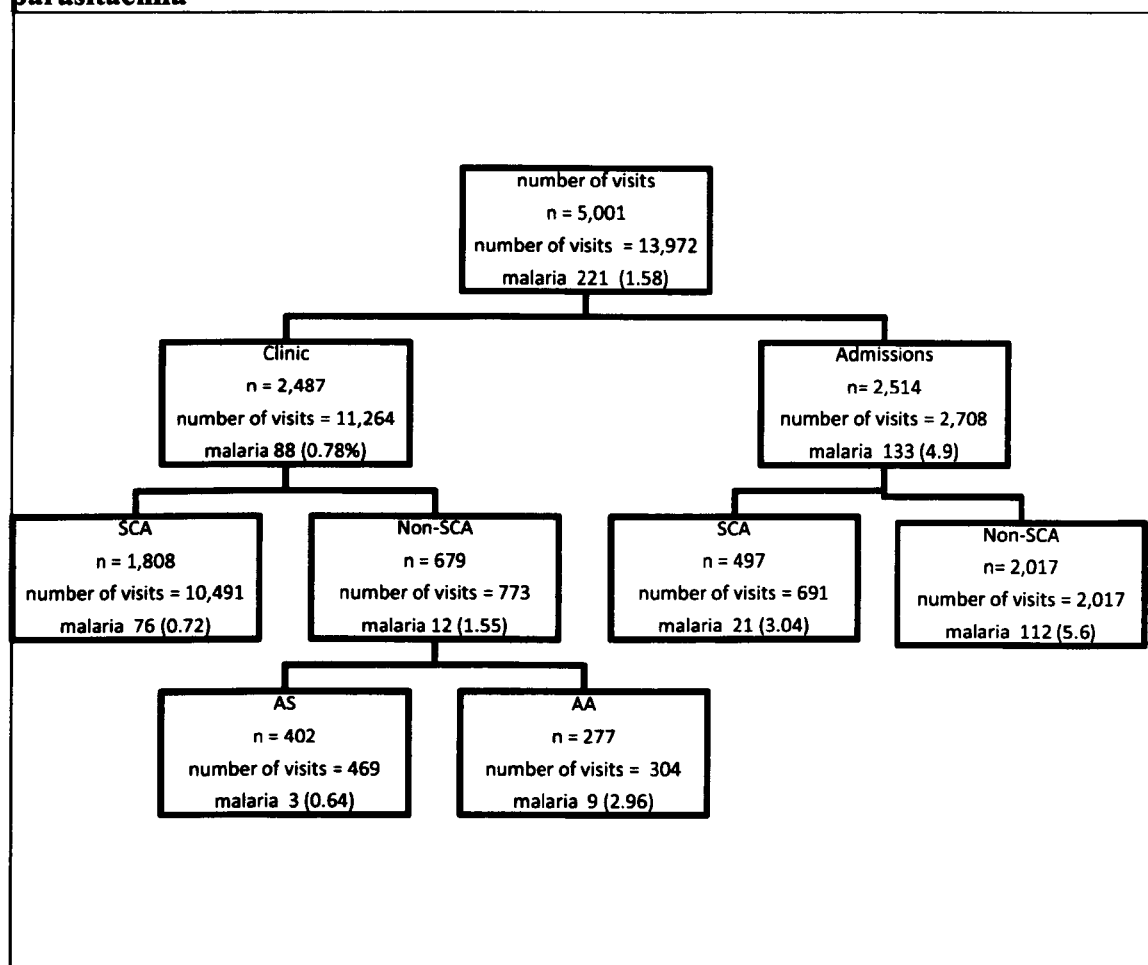 number of visits
n = 5,001
number of visits = 13,972
malaria 221 (1.58)
Clinic
n = 2,487
number of visits = 11,264
malaria 88 (0.78%)
Admissions
n= 2,514
number of visits = 2,708
malaria 133 (4.9)
SCA
n = 1,808
number of visits = 10,491
malaria 76 (0.72)
Non-SCA
n = 679
number of visits = 773
malaria 12 (1.55)
SCA
n = 497
number of visits = 691
malaria 21 (3.04)
Non-SCA
n= 2,017
number of visits = 2,017
malaria 112 (5.6)
AS
n = 402
number of visits = 469
malaria 3 (0.64)
AA
n = 277
number of visits = 304
malaria 9 (2.96)